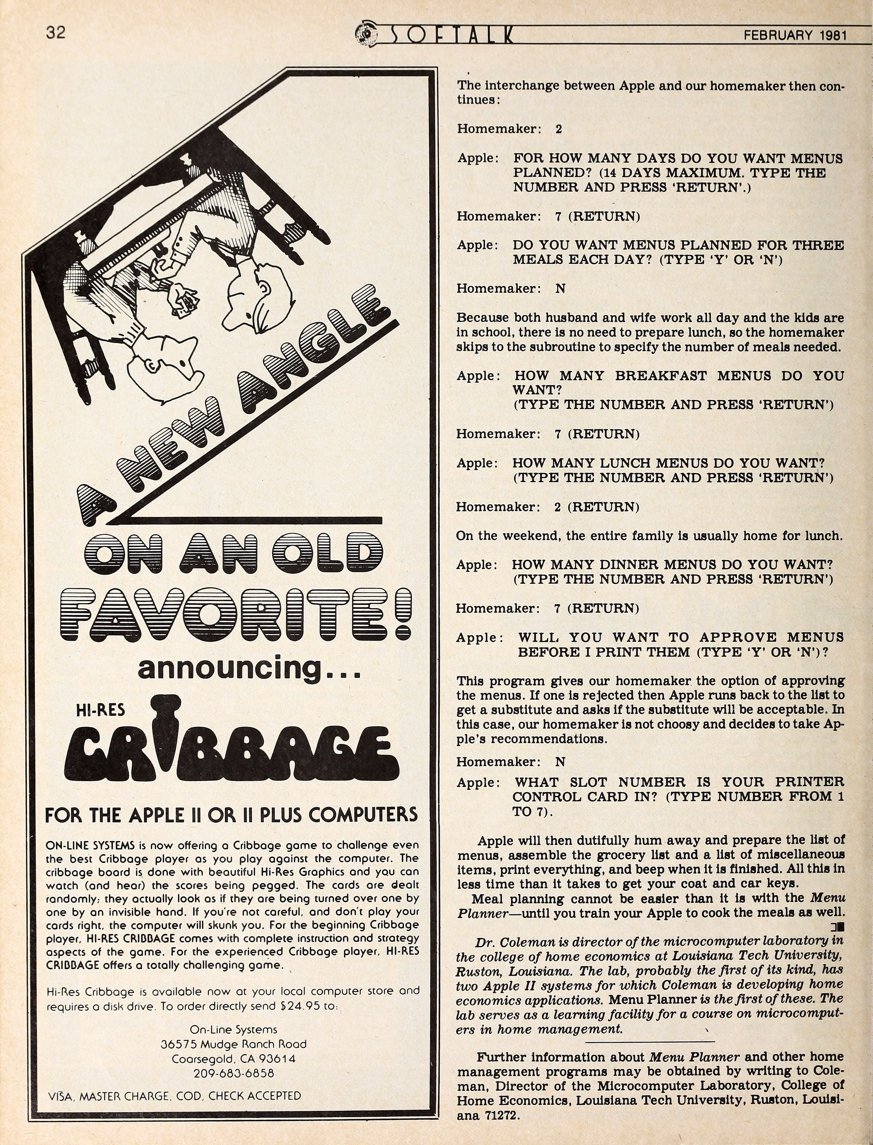 32
SOFTALK
FEBRUARY 1981
A NEW ANGLE
ON AN OLD
FAVORITE!
announcing...
HI-RES
CRIBBAGE
FOR THE APPLE II OR II PLUS COMPUTERS
ON-LINE SYSTEMS is now offering a Cribbage game to challenge even
the best Cribbage player as you play against the computer. The
cribbage board is done with beautiful Hi-Res Graphics and you can
watch (and hear) the scores being pegged. The cards are dealt
randomly; they actually look as if they are being turned over one by
one by an invisible hand. If you're not careful, and don't play your
cards right, the computer will skunk you. For the beginning Cribbage
player, HI-RES CRIBBAGE comes with complete instruction and strategy
aspects of the game. For the experienced Cribbage player, HI-RES
CRIBBAGE offers a totally challenging game.
Hi-Res Cribbage is available now at your local computer store and
requires a disk drive. To order directly send $24.95 to:
On-Line Systems
36575 Mudge Ranch Road
Coarsegold, CA 93614
209-683-6858
VISA, MASTER CHARGE, COD, CHECK ACCEPTED
The interchange between Apple and our homemaker then con-
tinues:
Homemaker: 2
Apple: FOR HOW MANY DAYS DO YOU WANT MENUS
PLANNED? (14 DAYS MAXIMUM. TYPE THE
NUMBER AND PRESS 'RETURN'.)
Homemaker: 7 (RETURN)
Apple: DO YOU WANT MENUS PLANNED FOR THREE
MEALS EACH DAY? (TYPE 'Y' OR 'N')
Homemaker: N
Because both husband and wife work all day and the kids are
in school, there is no need to prepare lunch, so the homemaker
skips to the subroutine to specify the number of meals needed.
Apple: HOW MANY BREAKFAST MENUS DO YOU
WANT?
(TYPE THE NUMBER AND PRESS 'RETURN')
Homemaker: 7 (RETURN)
Apple: HOW MANY LUNCH MENUS DO YOU WANT?
(TYPE THE NUMBER AND PRESS 'RETURN')
Homemaker: 2 (RETURN)
On the weekend, the entire family is usually home for lunch.
Apple: HOW MANY DINNER MENUS DO YOU WANT?
(TYPE THE NUMBER AND PRESS 'RETURN')
Homemaker: 7 (RETURN)
Apple: WILL YOU WANT TO APPROVE MENUS
BEFORE I PRINT THEM (TYPE 'Y' OR 'N')?
This program gives our homemaker the option of approving
the menus. If one is rejected then Apple runs back to the list to
get a substitute and asks if the substitute will be acceptable. In
this case, our homemaker is not choosy and decides to take Ap-
ple's recommendations.
Homemaker: N
Apple: WHAT SLOT NUMBER IS YOUR PRINTER
CONTROL CARD IN? (TYPE NUMBER FROM 1
TO 7).
Apple will then dutifully hum away and prepare the list of
menus, assemble the grocery list and a list of miscellaneous
items, print everything, and beep when it is finished. All this in
less time than it takes to get your coat and car keys.
Meal planning cannot be easier than it is with the Menu
Planner—until you train your Apple to cook the meals as well.
Dr. Coleman is director of the microcomputer laboratory in
the college of home economics at Louisiana Tech University,
Ruston, Louisiana. The lab, probably the first of its kind, has
two Apple II systems for which Coleman is developing home
economics applications. Menu Planner is the first of these. The
lab serves as a learning facility for a course on microcomput-
ers in home management.
Further information about Menu Planner and other home
management programs may be obtained by writing to Cole-
man, Director of the Microcomputer Laboratory, College of
Home Economics, Louisiana Tech University, Ruston, Louisi-
ana 71272.